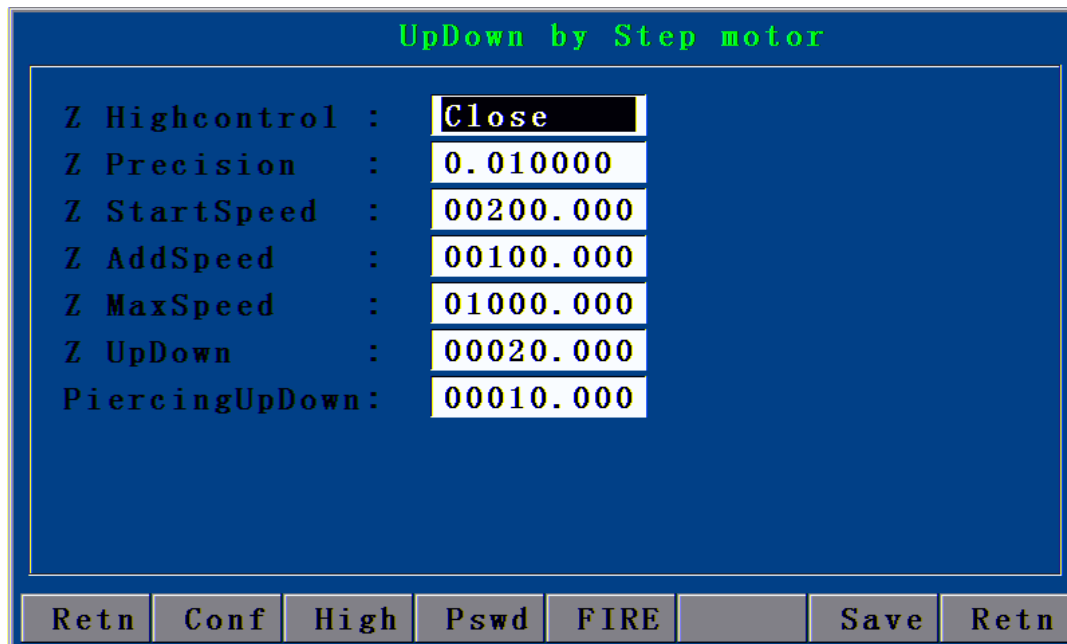 UpDown by Step motor
Z Highcontrol : Close
Z Precision : 0.010000
Z StartSpeed : 00200.000
Z AddSpeed : 00100.000
Z MaxSpeed : 01000.000
Z UpDown : 00020.000
PiercingUpDown: 00010.000
Retn Conf High Pswd FIRE Save Retn